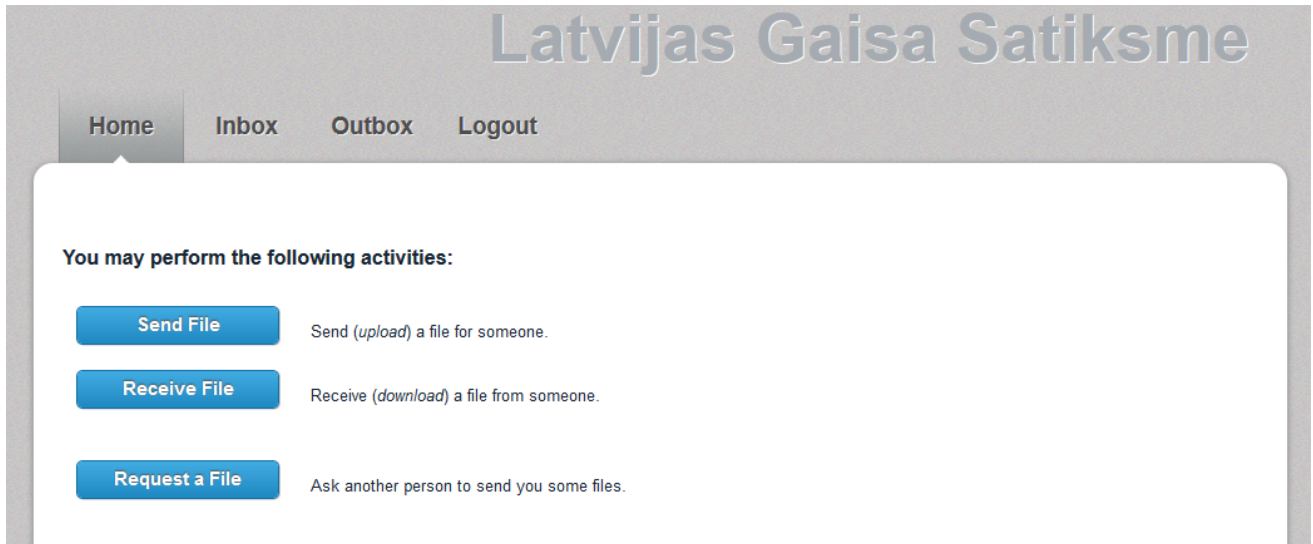 Latvijas Gaisa Satiksme
Home Inbox Outbox Logout
You may perform the following activities:
Send File Send (upload) a file for someone.
Receive File Receive (download) a file from someone.
Request a File Ask another person to send you some files.